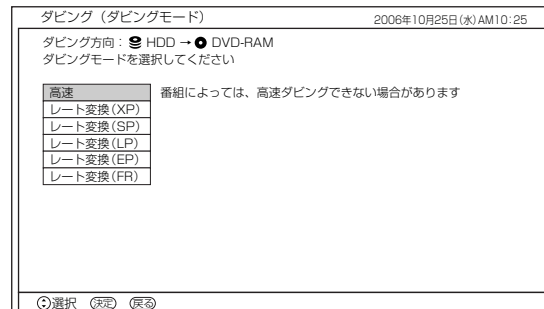 ダビング（ダビングモード） 2006年10月25日(水)AM10:25
ダビング方向： HDD → DVD-RAM
ダビングモードを選択してください
高速 番組によっては、高速ダビングできない場合があります
レート変換(XP)
レート変換(SP)
レート変換(LP)
レート変換(EP)
レート変換(FR)
選択 決定 戻る